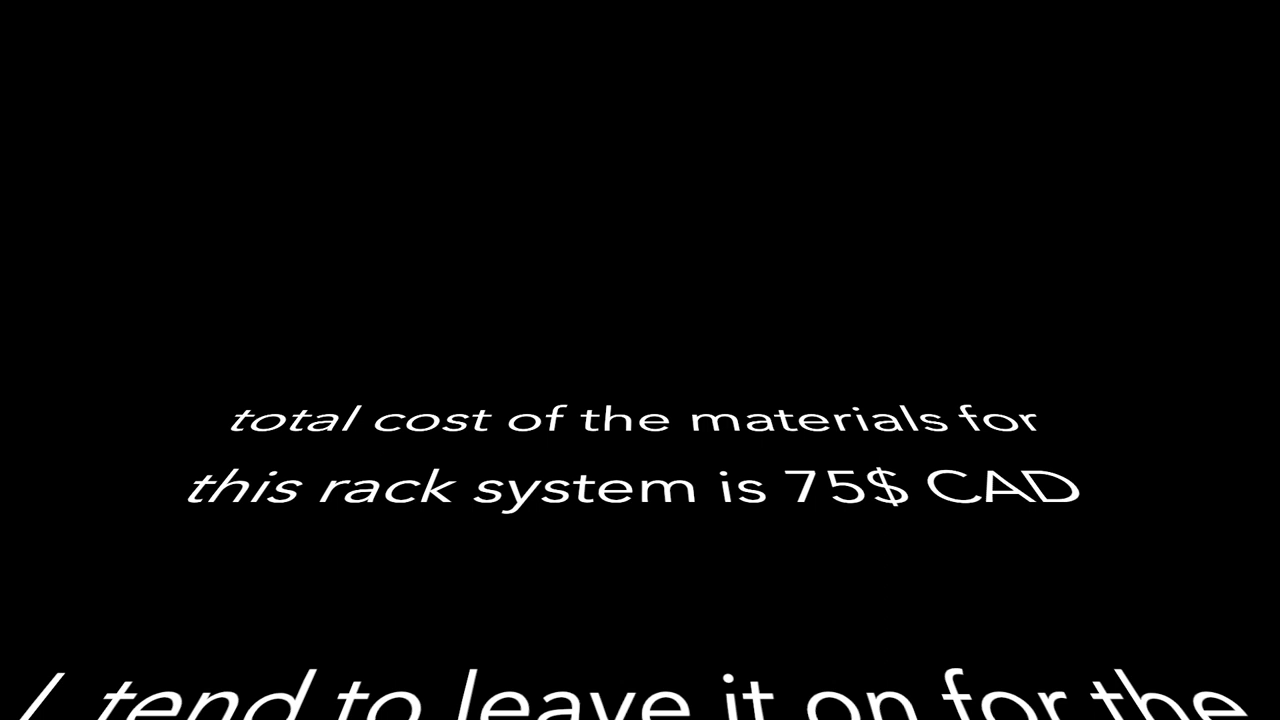 total cost of the materials for
this rack system is 75$ CAD
I tend to leave it on for the